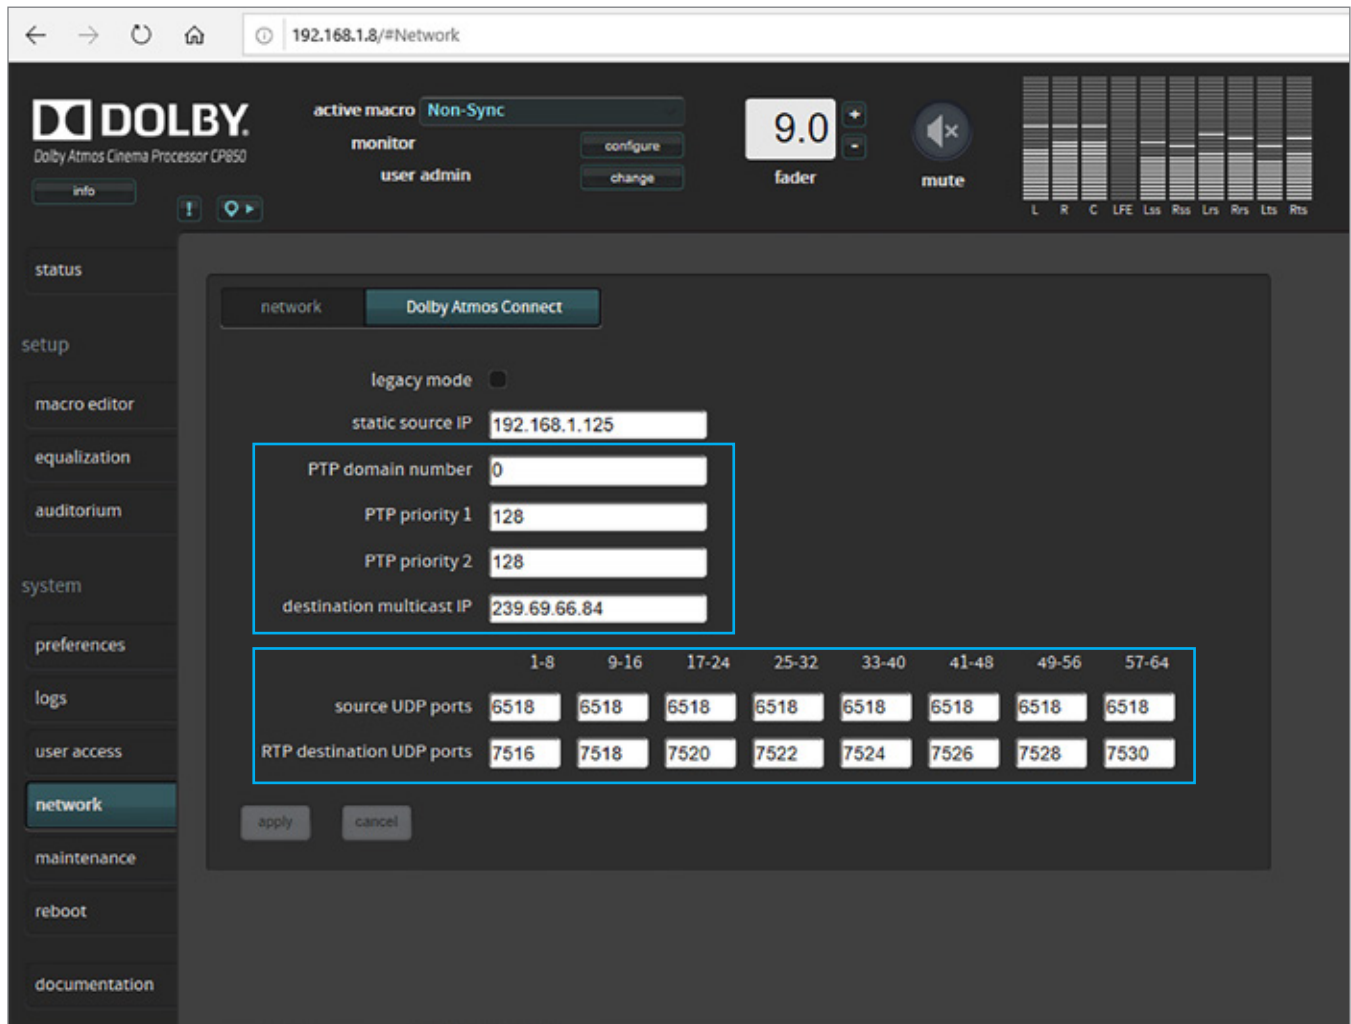 192.168.1.8/#Network
DOLBY.
Dolby Atmos Cinema Processor CP850
info
!
active macro Non-Sync
monitor configure
user admin change
9.0 + -
fader
mute
L R C LFE Lss Rss Lrs Rrs Lts Rts
status
setup
macro editor
equalization
auditorium
system
preferences
logs
user access
network
maintenance
reboot
documentation
network Dolby Atmos Connect
legacy mode
static source IP 192.168.1.125
PTP domain number 0
PTP priority 1 128
PTP priority 2 128
destination multicast IP 239.69.66.84
1-8 9-16 17-24 25-32 33-40 41-48 49-56 57-64
source UDP ports 6518 6518 6518 6518 6518 6518 6518 6518
RTP destination UDP ports 7516 7518 7520 7522 7524 7526 7528 7530
apply cancel